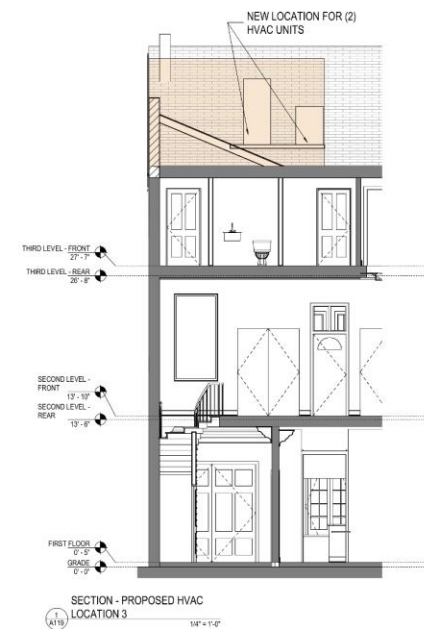 NEW LOCATION FOR (2)
HVAC UNITS
THIRD LEVEL - FRONT
27' - 7"
THIRD LEVEL - REAR
26' - 8"
SECOND LEVEL -
FRONT
13' - 10"
SECOND LEVEL -
REAR
13' - 6"
FIRST FLOOR
0' - 5"
GRADE
0' - 0"
SECTION - PROPOSED HVAC
LOCATION 3
1
A119
1/4" = 1'-0"